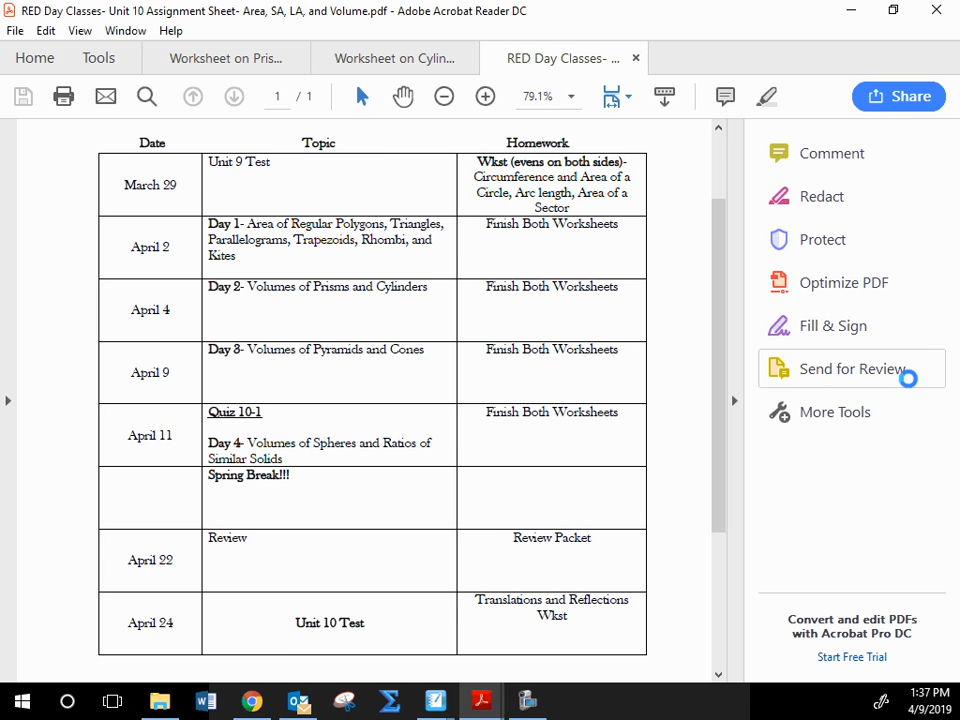 RED Day Classes- Unit 10 Assignment Sheet- Area, SA, LA, and Volume.pdf - Adobe Acrobat Reader DC
File Edit View Window Help
Home Tools Worksheet on Pris... Worksheet on Cylin... RED Day Classes- ...
1 / 1 79.1% Share
Date Topic Homework
March 29
Unit 9 Test
Wkst (evens on both sides)-
Circumference and Area of a
Circle, Arc length, Area of a
Sector
April 2
Day 1- Area of Regular Polygons, Triangles,
Parallelograms, Trapezoids, Rhombi, and
Kites
Finish Both Worksheets
April 4
Day 2- Volumes of Prisms and Cylinders
Finish Both Worksheets
April 9
Day 3- Volumes of Pyramids and Cones
Finish Both Worksheets
April 11
Quiz 10-1
Day 4- Volumes of Spheres and Ratios of
Similar Solids
Finish Both Worksheets
Spring Break!!!
April 22
Review
Review Packet
April 24
Unit 10 Test
Translations and Reflections
Wkst
Comment
Redact
Protect
Optimize PDF
Fill & Sign
Send for Review
More Tools
Convert and edit PDFs
with Acrobat Pro DC
Start Free Trial
1:37 PM
4/9/2019